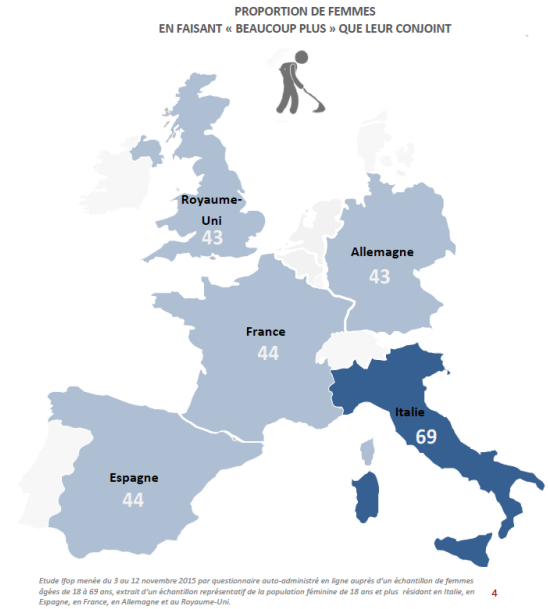 PROPORTION DE FEMMES
EN FAISANT « BEAUCOUP PLUS » QUE LEUR CONJOINT
Royaume-
Uni
43
Allemagne
43
France
44
Italie
69
Espagne
44
Etude Ifop menée du 3 au 12 novembre 2015 par questionnaire auto-administré en ligne auprès d'un échantillon de femmes
âgées de 18 à 69 ans, extrait d'un échantillon représentatif de la population féminine de 18 ans et plus résidant en Italie, en
Espagne, en France, en Allemagne et au Royaume-Uni.
4